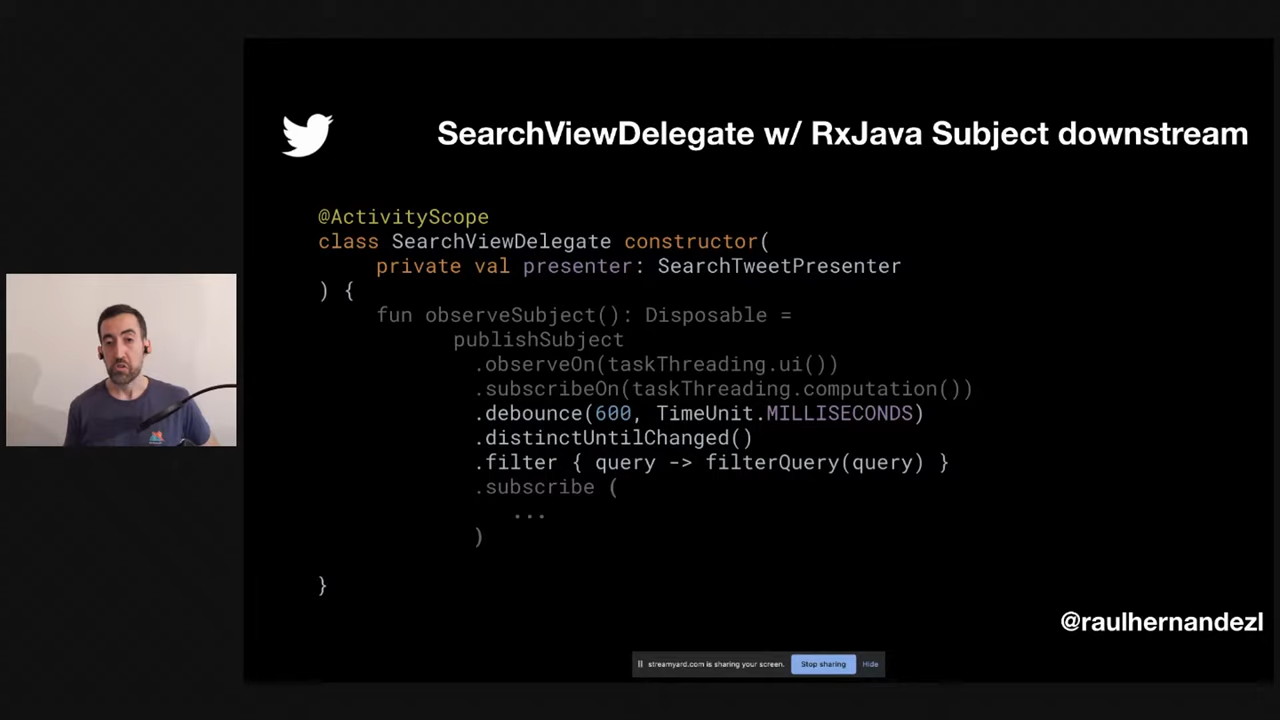 SearchViewDelegate w/ RxJava Subject downstream
@ActivityScope
class SearchViewDelegate constructor(
private val presenter: SearchTweetPresenter
) {
fun observeSubject(): Disposable =
publishSubject
.observeOn(taskThreading.ui())
.subscribeOn(taskThreading.computation())
.debounce(600, TimeUnit.MILLISECONDS)
.distinctUntilChanged()
.filter { query -> filterQuery(query) }
.subscribe (
...
)
}
@raulhernandezl
streamyard.com is sharing your screen. Stop sharing Hide